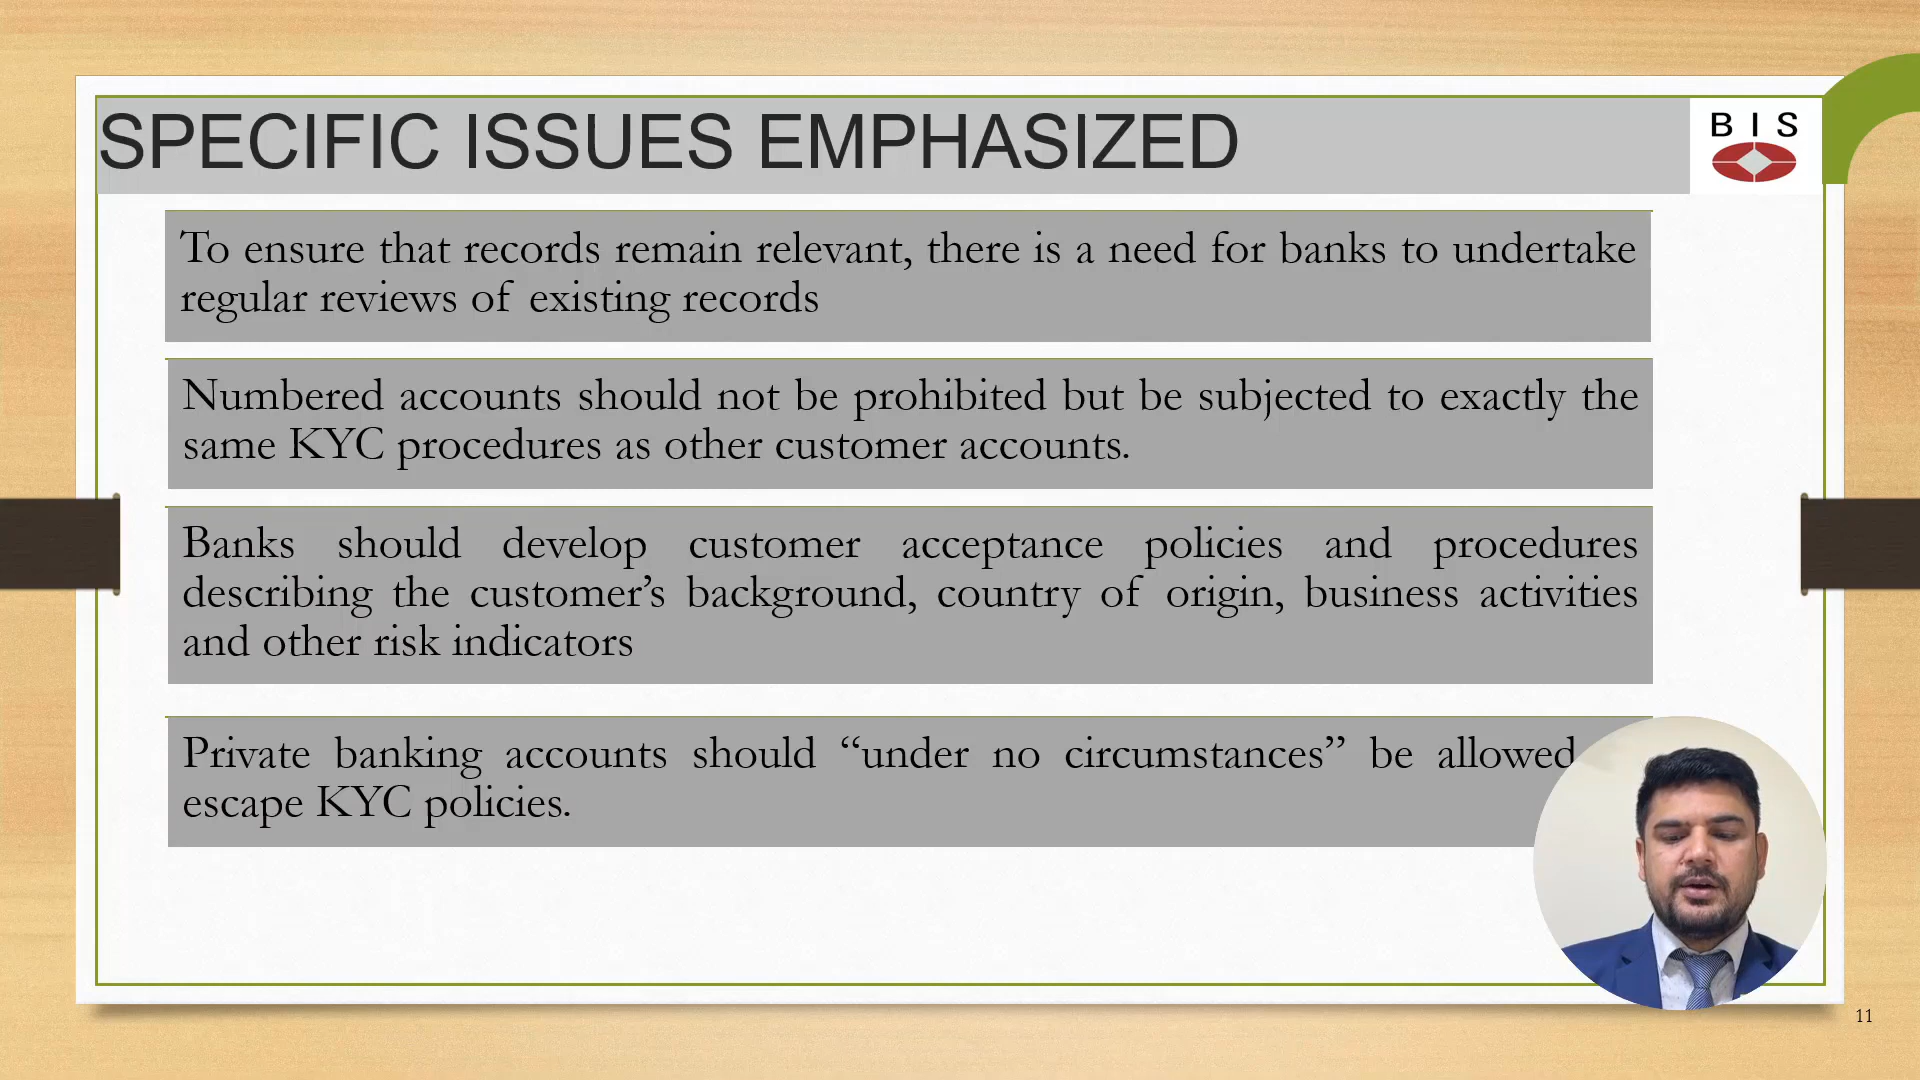 SPECIFIC ISSUES EMPHASIZED
B I S
To ensure that records remain relevant, there is a need for banks to undertake
regular reviews of existing records
Numbered accounts should not be prohibited but be subjected to exactly the
same KYC procedures as other customer accounts.
Banks should develop customer acceptance policies and procedures
describing the customer’s background, country of origin, business activities
and other risk indicators
Private banking accounts should “under no circumstances” be allowed
escape KYC policies.
11